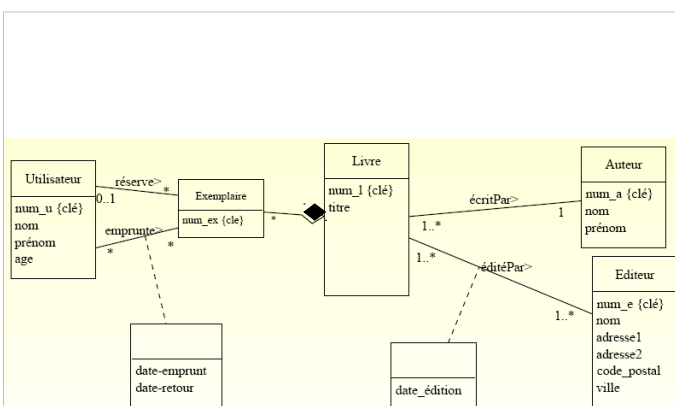 Utilisateur
num_u {clé}
nom
prénom
age
réserve>
0..1
*
emprunte>
*
*
Exemplaire
num_ex {cle}
*
Livre
num_l {clé}
titre
écritPar>
1..*
1
Auteur
num_a {clé}
nom
prénom
1..*
éditéPar>
1..*
Editeur
num_e {clé}
nom
adresse1
adresse2
code_postal
ville
date-emprunt
date-retour
date_édition